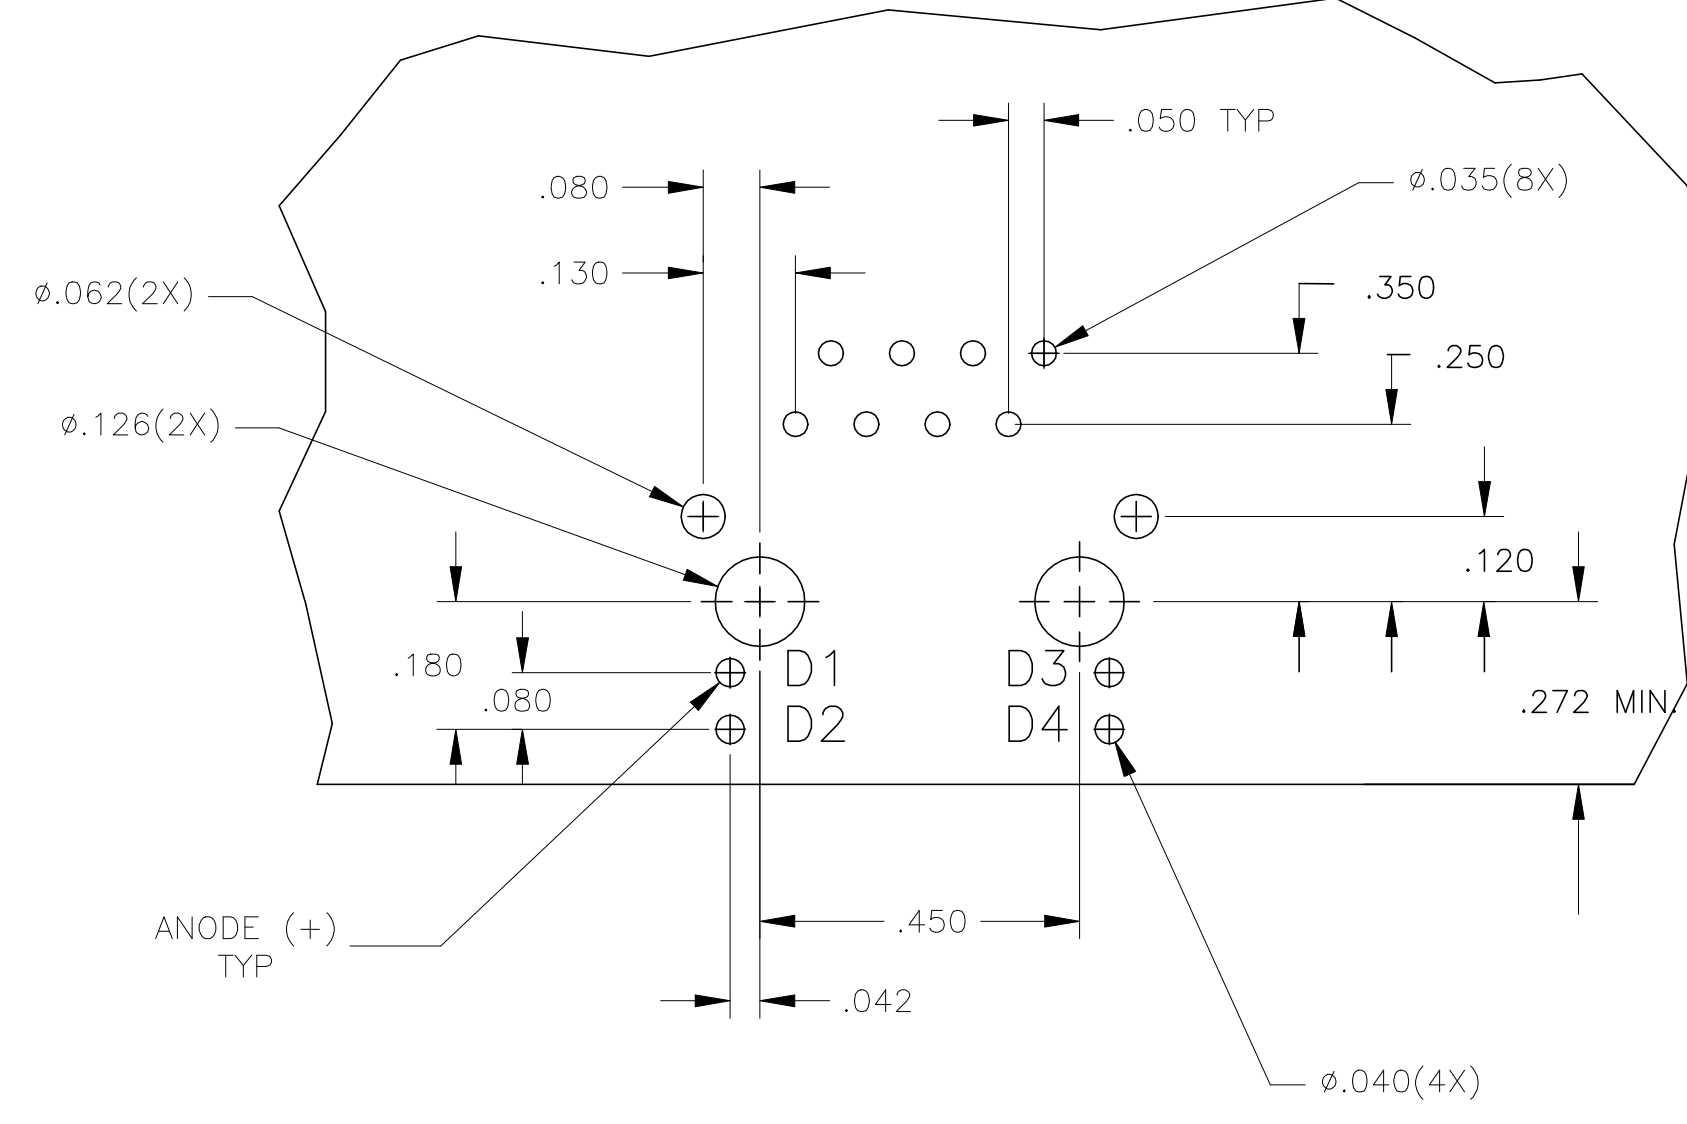 .050 TYP
.080
ø.035(8X)
.130
.350
ø.062(2X)
.250
ø.126(2X)
.120
.180
D1
D3
.080
.272 MIN.
D2
D4
.450
ANODE (+)
TYP
.042
ø.040(4X)